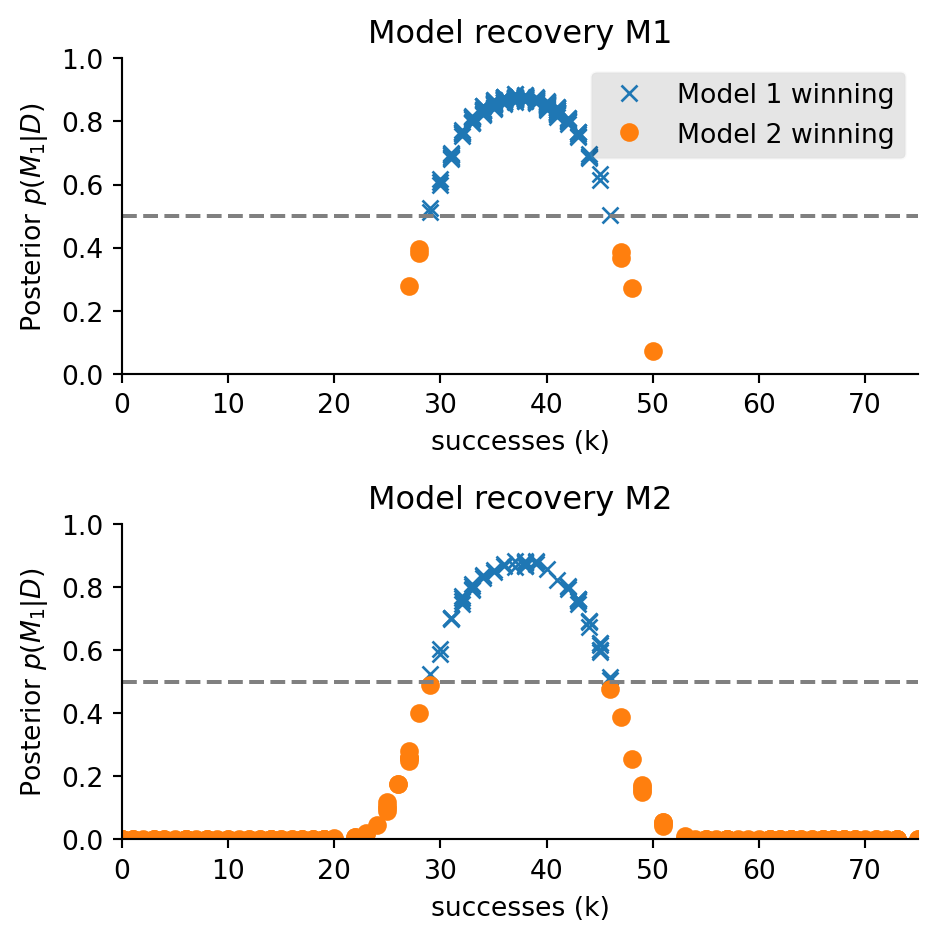 Model recovery M1
Model 1 winning
Model 2 winning
Posterior p(M₁|D)
1.0
0.8
0.6
0.4
0.2
0.0
0 10 20 30 40 50 60 70
successes (k)
Model recovery M2
Posterior p(M₁|D)
1.0
0.8
0.6
0.4
0.2
0.0
0 10 20 30 40 50 60 70
successes (k)